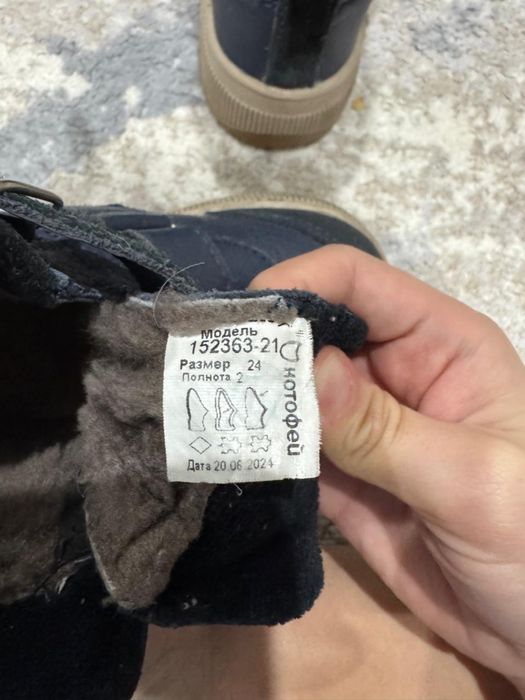 Модель
152363-21
Размер 24
Полнота 2
Дата 20.06.2024
котофей